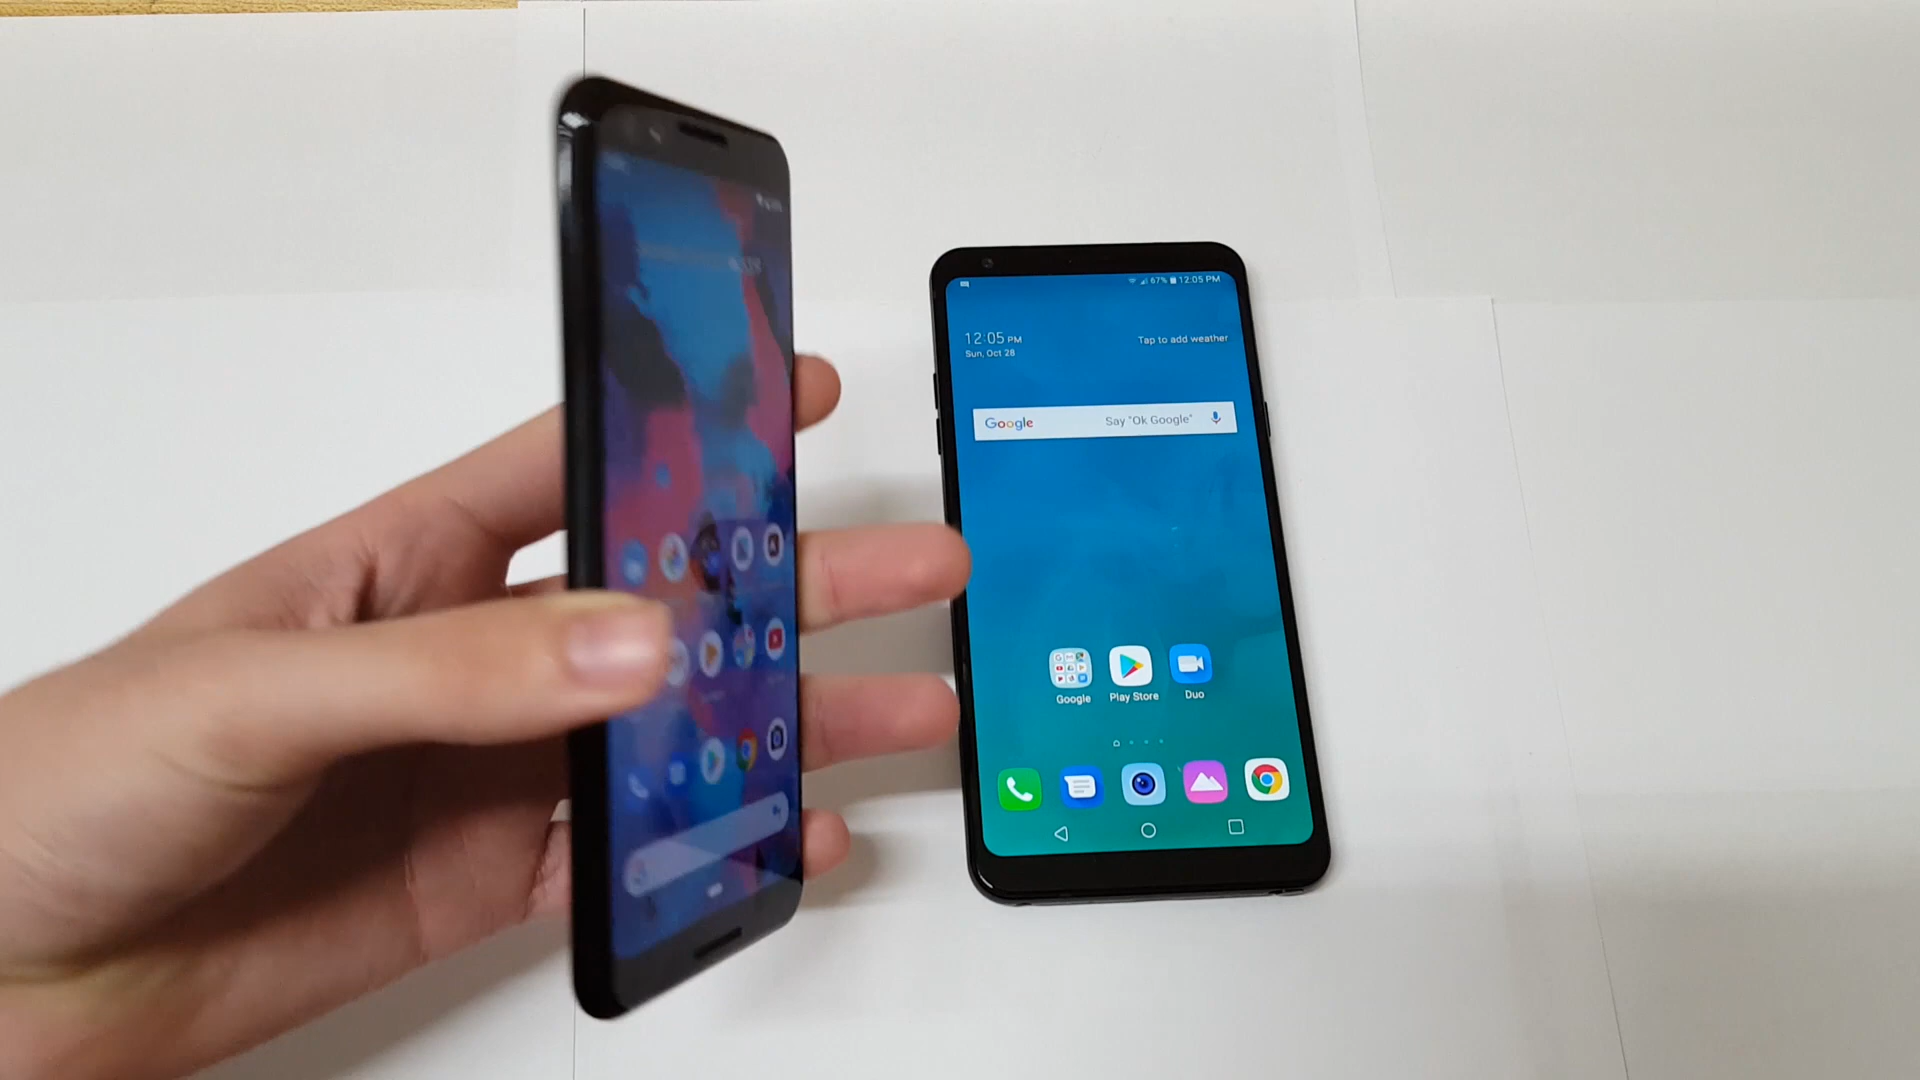 67% 12:05 PM
12:05 PM
Sun, Oct 28
Tap to add weather
Google Say "Ok Google"
Google Play Store Duo